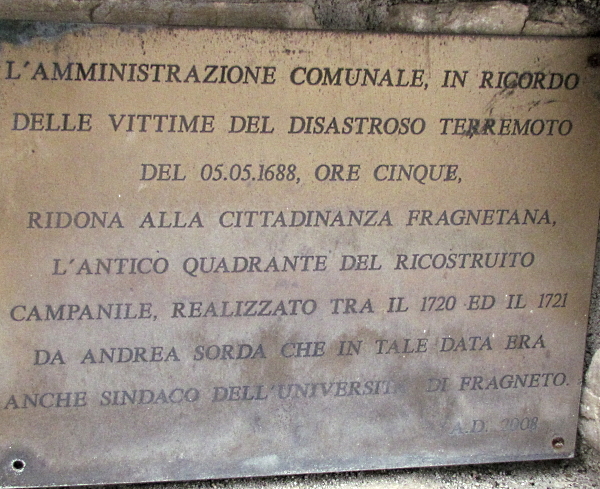 L'AMMINISTRAZIONE COMUNALE, IN RICORDO
DELLE VITTIME DEL DISASTROSO TERREMOTO
DEL 05.05.1688, ORE CINQUE,
RIDONA ALLA CITTADINANZA FRAGNETANA,
L'ANTICO QUADRANTE DEL RICOSTRUITO
CAMPANILE, REALIZZATO TRA IL 1720 ED IL 1721
DA ANDREA SORDA CHE IN TALE DATA ERA
ANCHE SINDACO DELL'UNIVERSITÀ DI FRAGNETO.
A.D. 2008